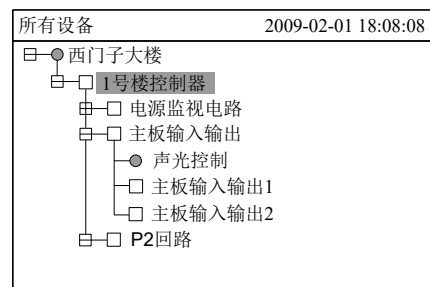 所有设备 2009-02-01 18:08:08
西门子大楼
1号楼控制器
电源监视电路
主板输入输出
声光控制
主板输入输出1
主板输入输出2
P2回路